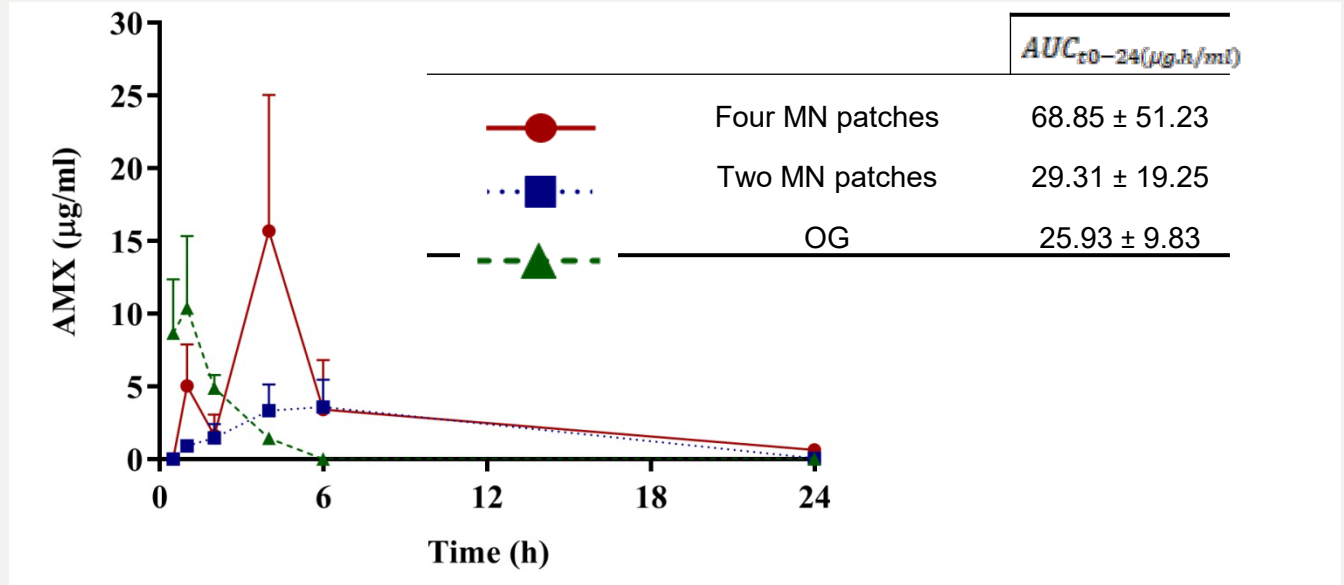 30
25
20
15
10
5
0
AMX (µg/ml)
0 6 12 18 24
Time (h)
AUCt0−24(µg.h/ml)
Four MN patches 68.85 ± 51.23
Two MN patches 29.31 ± 19.25
OG 25.93 ± 9.83